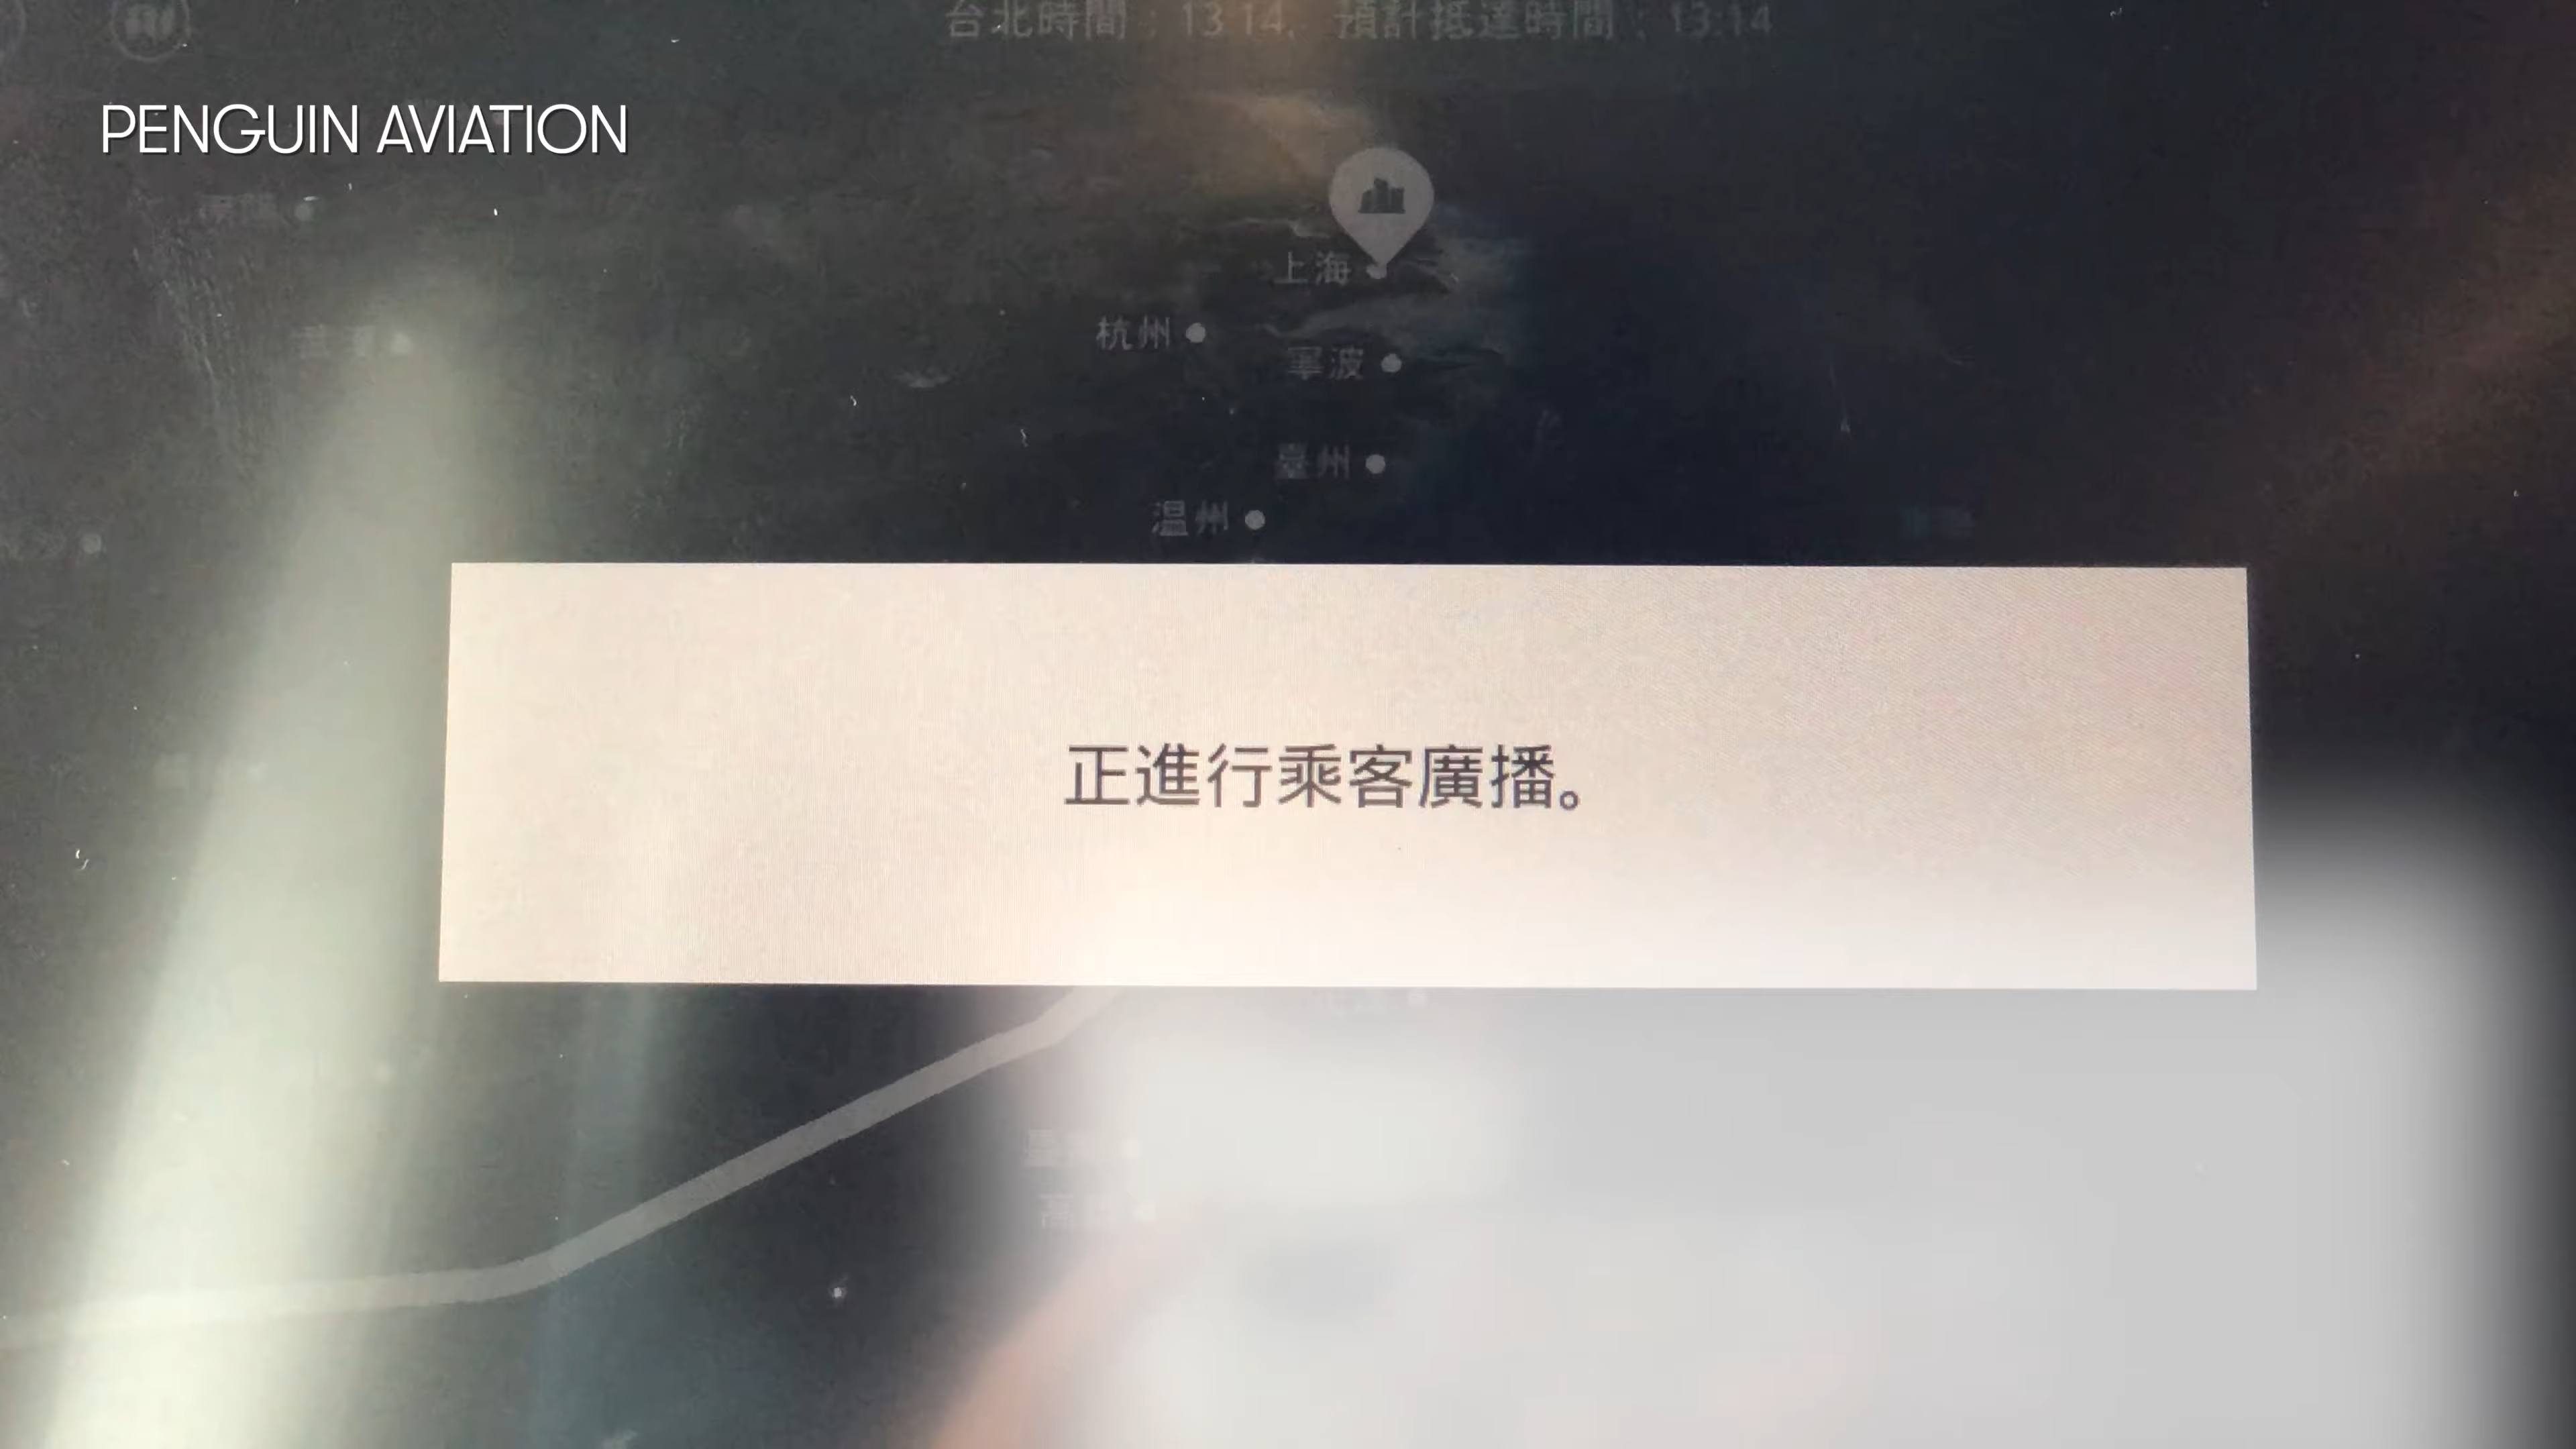 台北時間：13 14, 預計抵達時間：13:14
PENGUIN AVIATION
上海
杭州
寧波
臺州
温州
正進行乘客廣播。